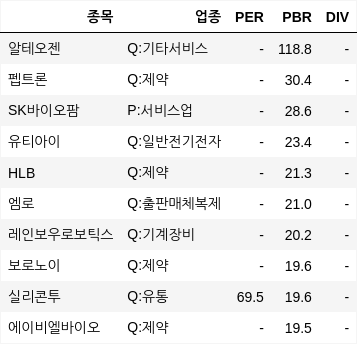 종목 업종 PER PBR DIV
알테오젠 Q:기타서비스 - 118.8 -
펩트론 Q:제약 - 30.4 -
SK바이오팜 P:서비스업 - 28.6 -
유티아이 Q:일반전기전자 - 23.4 -
HLB Q:제약 - 21.3 -
엠로 Q:출판매체복제 - 21.0 -
레인보우로보틱스 Q:기계장비 - 20.2 -
보로노이 Q:제약 - 19.6 -
실리콘투 Q:유통 69.5 19.6 -
에이비엘바이오 Q:제약 - 19.5 -